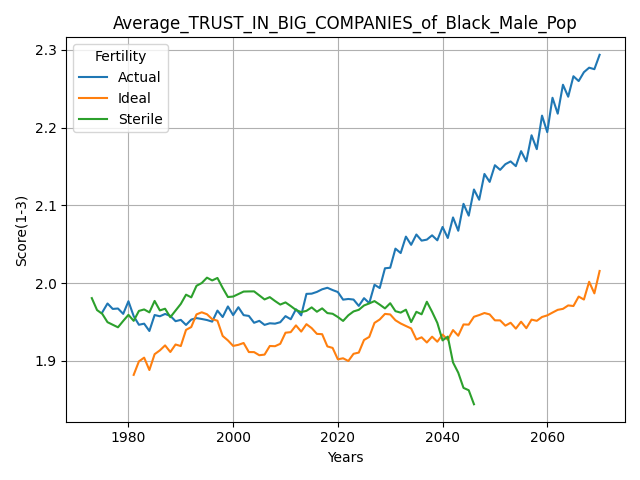 Average_TRUST_IN_BIG_COMPANIES_of_Black_Male_Pop
Fertility
Actual
Ideal
Sterile
Score(1-3)
2.3
2.2
2.1
2.0
1.9
1980 2000 2020 2040 2060
Years